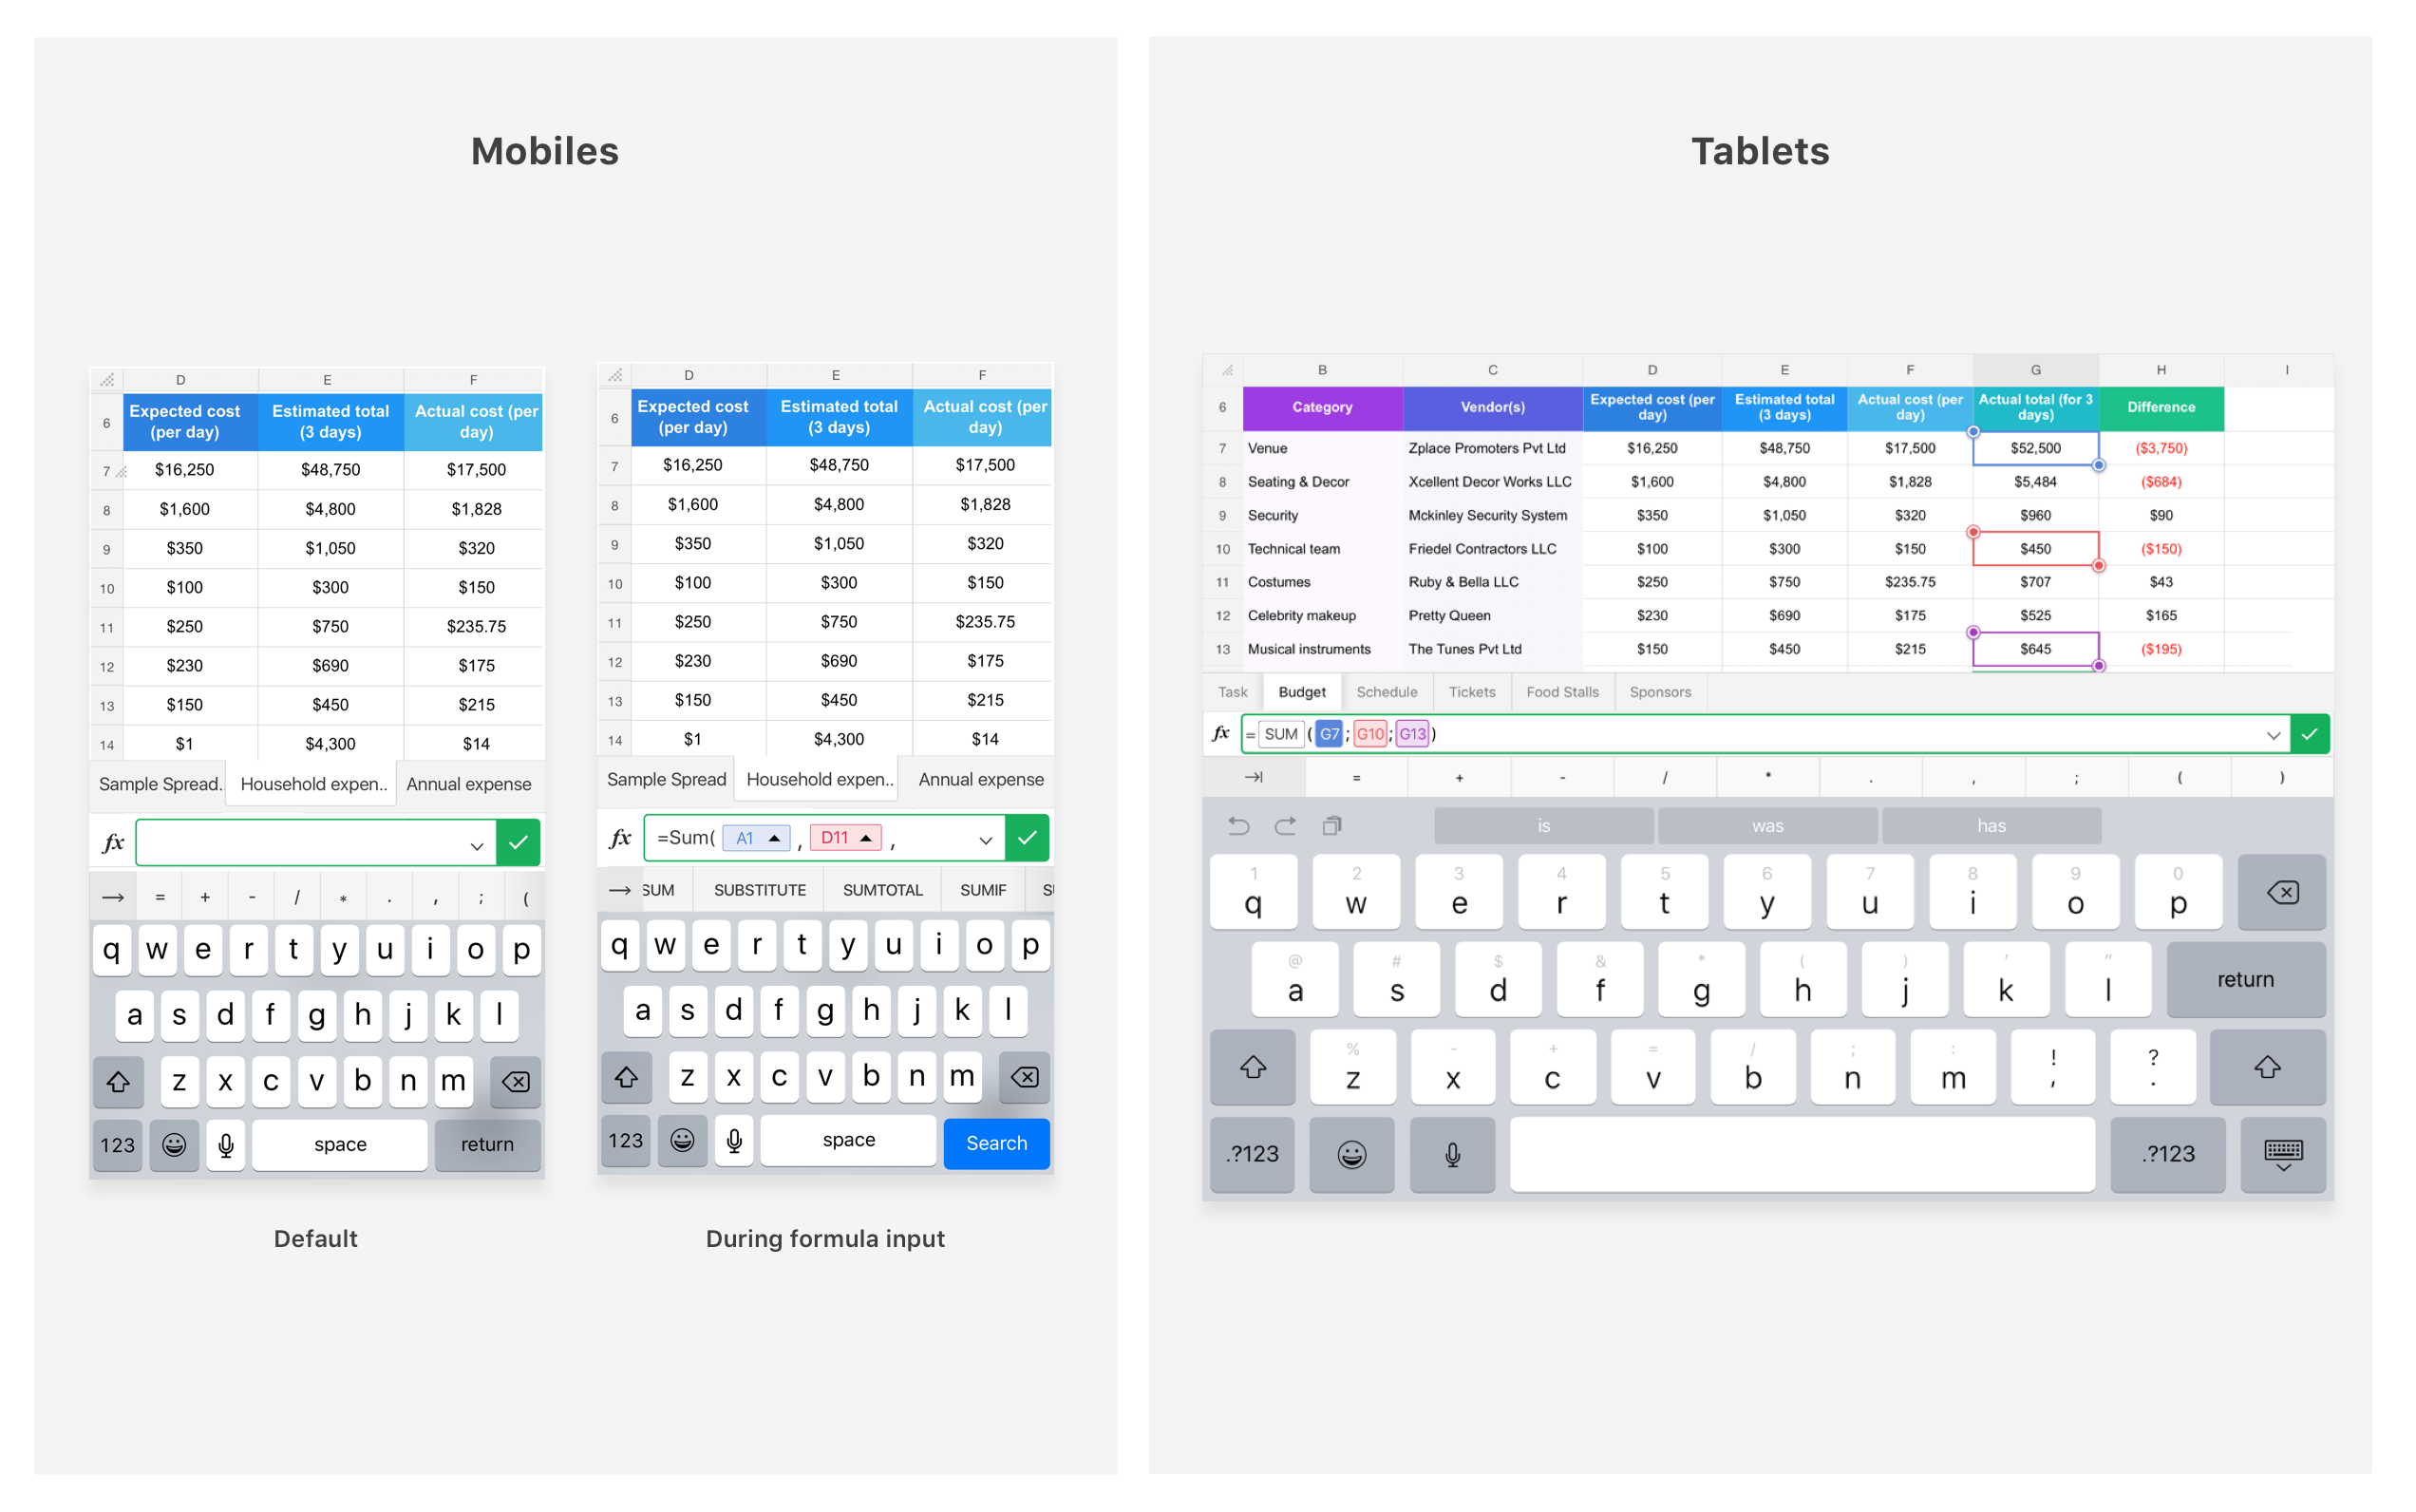 Mobiles
D E F
6 Expected cost (per day) Estimated total (3 days) Actual cost (per day)
7 $16,250 $48,750 $17,500
8 $1,600 $4,800 $1,828
9 $350 $1,050 $320
10 $100 $300 $150
11 $250 $750 $235.75
12 $230 $690 $175
13 $150 $450 $215
14 $1 $4,300 $14
Sample Spread.. Household expen.. Annual expense
fx
= + - / * . , ; (
q w e r t y u i o p
a s d f g h j k l
z x c v b n m
123 space return
Default
D E F
6 Expected cost (per day) Estimated total (3 days) Actual cost (per day)
7 $16,250 $48,750 $17,500
8 $1,600 $4,800 $1,828
9 $350 $1,050 $320
10 $100 $300 $150
11 $250 $750 $235.75
12 $230 $690 $175
13 $150 $450 $215
14 $1 $4,300 $14
Sample Spread Household expen.. Annual expense
fx =Sum( A1 , D11 ,
SUM SUBSTITUTE SUMTOTAL SUMIF
q w e r t y u i o p
a s d f g h j k l
z x c v b n m
123 space Search
During formula input
Tablets
B C D E F G H I
6 Category Vendor(s) Expected cost (per day) Estimated total (3 days) Actual cost (per day) Actual total (for 3 days) Difference
7 Venue Zplace Promoters Pvt Ltd $16,250 $48,750 $17,500 $52,500 ($3,750)
8 Seating & Decor Xcellent Decor Works LLC $1,600 $4,800 $1,828 $5,484 ($684)
9 Security Mckinley Security System $350 $1,050 $320 $960 $90
10 Technical team Friedel Contractors LLC $100 $300 $150 $450 ($150)
11 Costumes Ruby & Bella LLC $250 $750 $235.75 $707 $43
12 Celebrity makeup Pretty Queen $230 $690 $175 $525 $165
13 Musical instruments The Tunes Pvt Ltd $150 $450 $215 $645 ($195)
Task Budget Schedule Tickets Food Stalls Sponsors
fx = SUM ( G7 ; G10 ; G13 )
= + - / * . , ; ( )
is was has
1 2 3 4 5 6 7 8 9 0
q w e r t y u i o p
@ # $ & * ( ) ' "
a s d f g h j k l return
% - + = / ; : ! ?
z x c v b n m , .
.?123 .?123